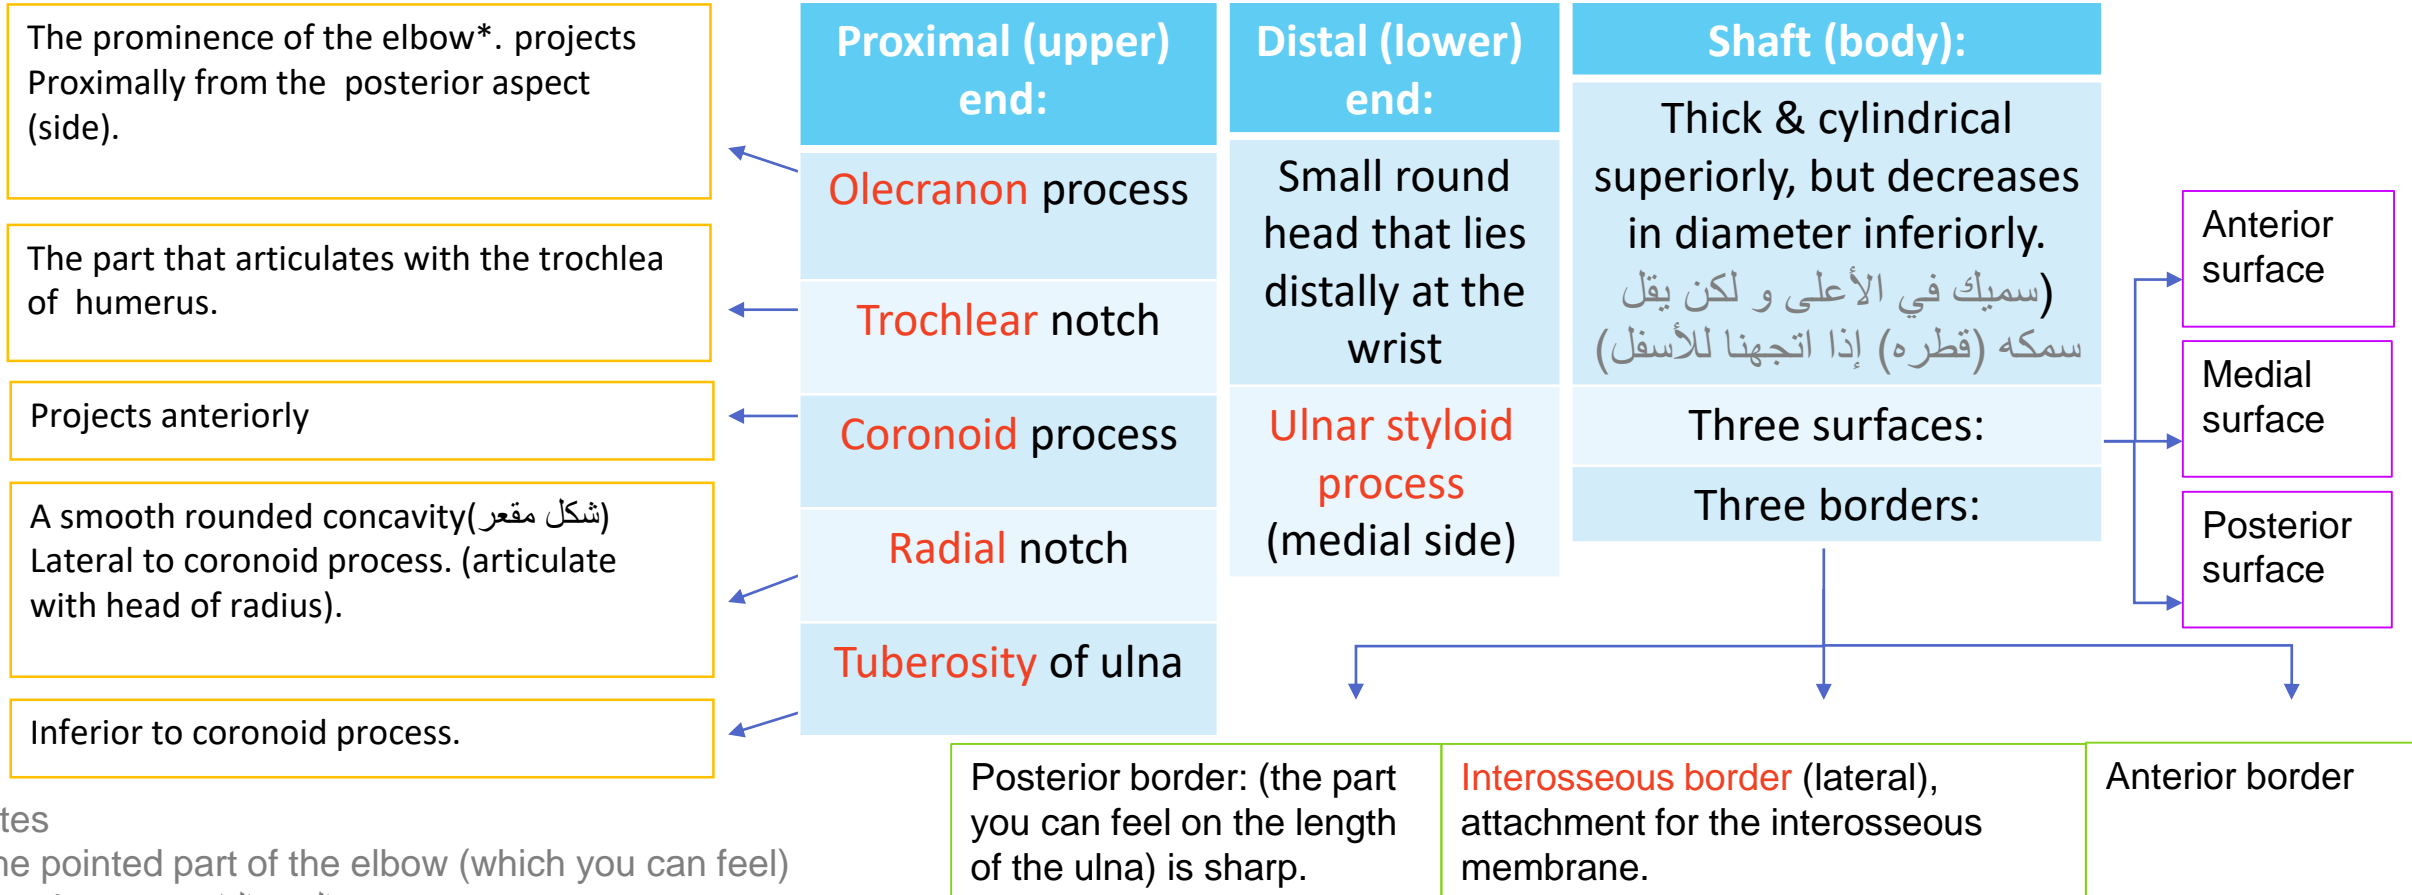 The prominence of the elbow*. projects
Proximally from the posterior aspect
(side).
The part that articulates with the trochlea
of humerus.
Projects anteriorly
A smooth rounded concavity(شكل مقعر)
Lateral to coronoid process. (articulate
with head of radius).
Inferior to coronoid process.
Proximal (upper)
end:
Olecranon process
Trochlear notch
Coronoid process
Radial notch
Tuberosity of ulna
Distal (lower)
end:
Small round
head that lies
distally at the
wrist
Ulnar styloid
process
(medial side)
Shaft (body):
Thick & cylindrical
superiorly, but decreases
in diameter inferiorly.
(سميك في الأعلى و لكن يقل
سمكه (قطره) إذا اتجهنا للأسفل)
Three surfaces:
Three borders:
Anterior
surface
Medial
surface
Posterior
surface
Posterior border: (the part
you can feel on the length
of the ulna) is sharp.
Interosseous border (lateral),
attachment for the interosseous
membrane.
Anterior border
tes
he pointed part of the elbow (which you can feel)